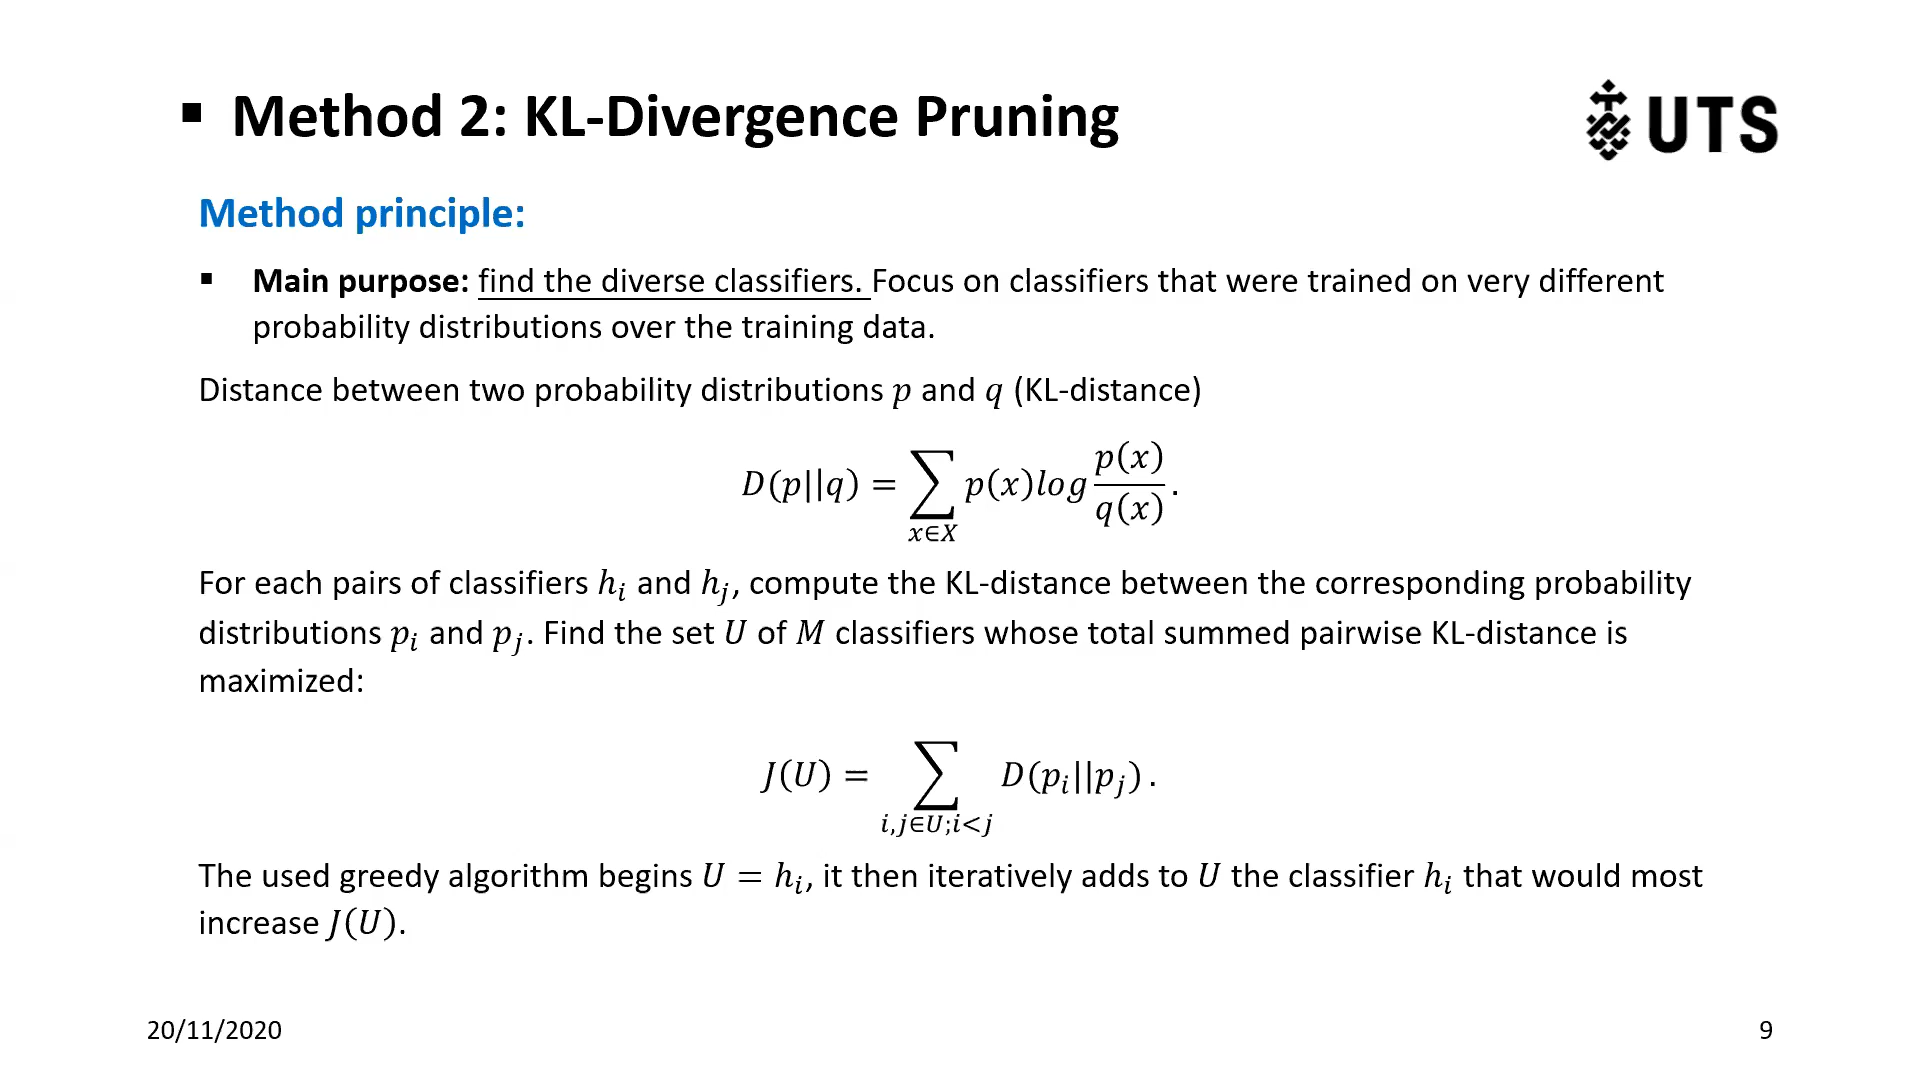 ▪ Method 2: KL-Divergence Pruning
UTS
Method principle:
▪ Main purpose: find the diverse classifiers. Focus on classifiers that were trained on very different
probability distributions over the training data.
Distance between two probability distributions p and q (KL-distance)
D(p||q) = ∑_{x∈X} p(x)log p(x)/q(x).
For each pairs of classifiers h_i and h_j, compute the KL-distance between the corresponding probability
distributions p_i and p_j. Find the set U of M classifiers whose total summed pairwise KL-distance is
maximized:
J(U) = ∑_{i,j∈U;i<j} D(p_i||p_j).
The used greedy algorithm begins U = h_i, it then iteratively adds to U the classifier h_i that would most
increase J(U).
20/11/2020
9